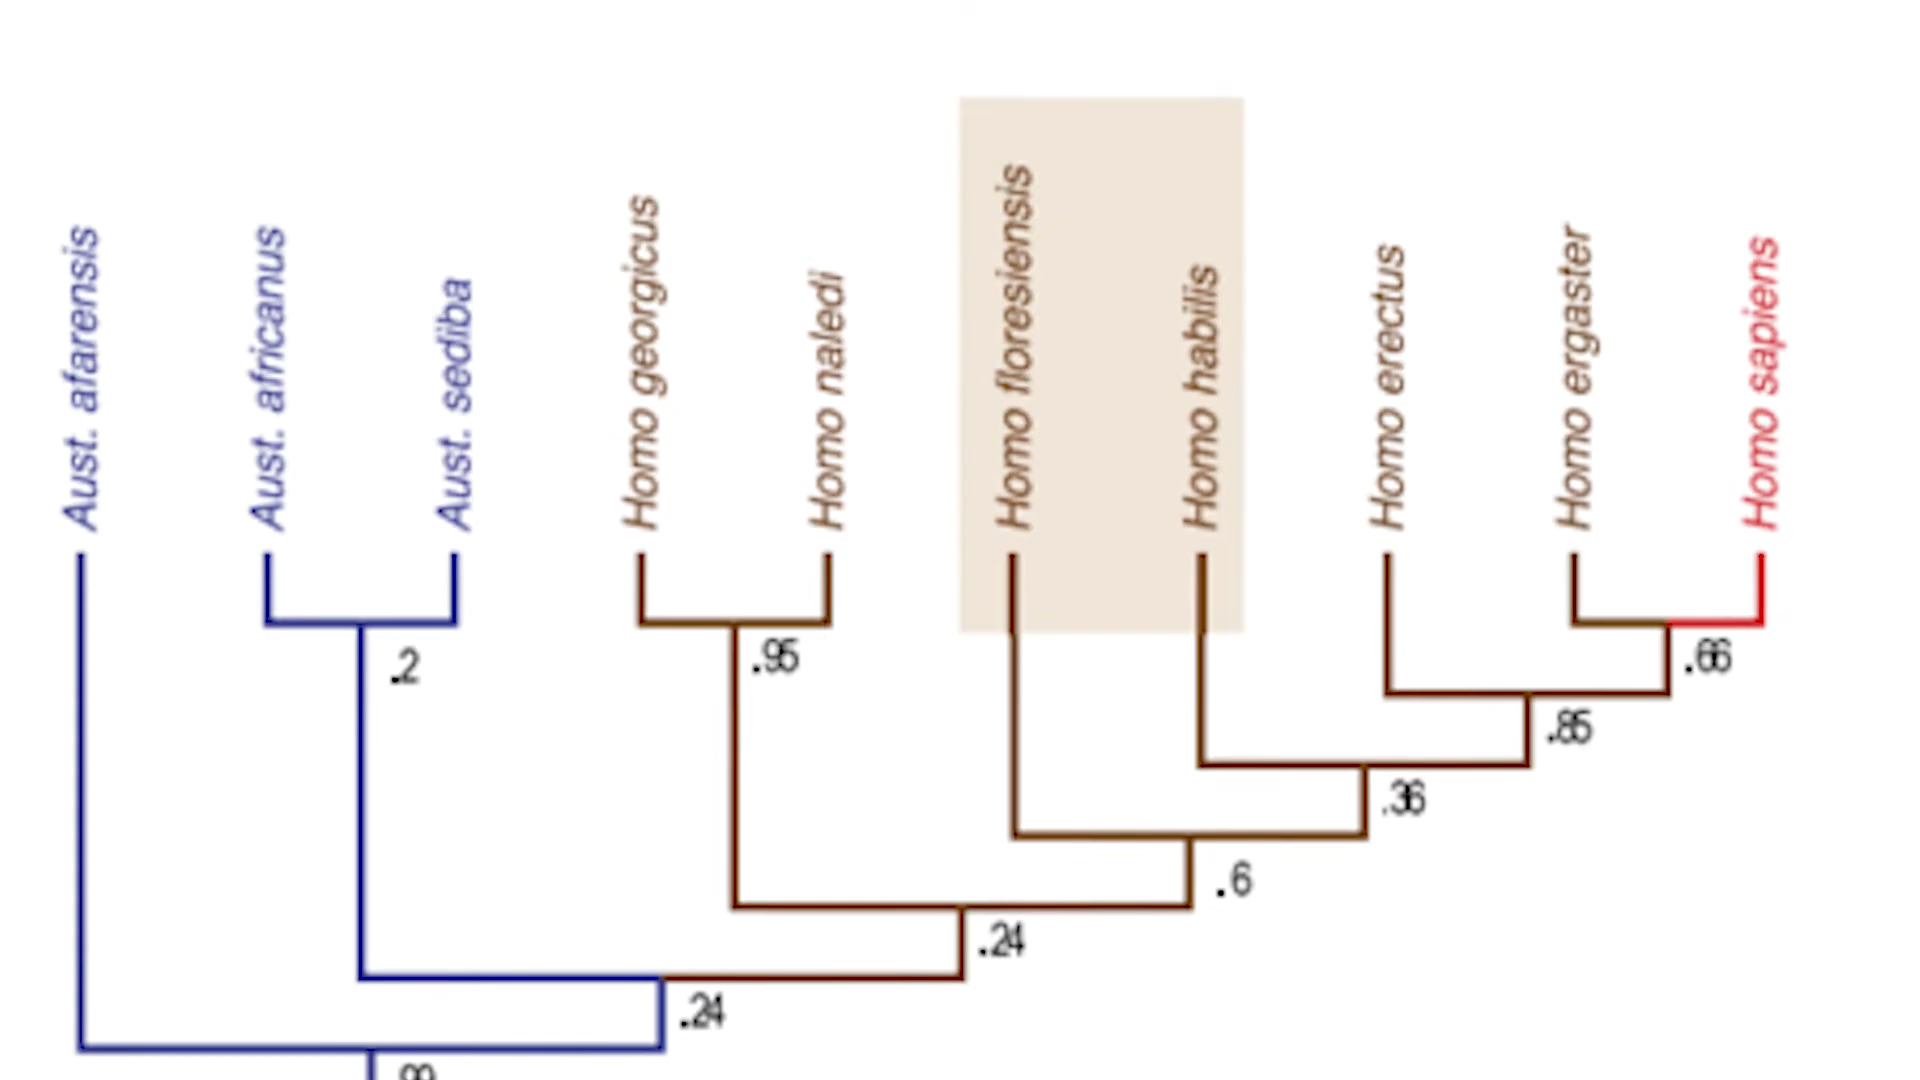 Aust. afarensis
Aust. africanus
Aust. sediba
Homo georgicus
Homo naledi
Homo floresiensis
Homo habilis
Homo erectus
Homo ergaster
Homo sapiens
.2
.95
.66
.85
.36
.6
.24
.24